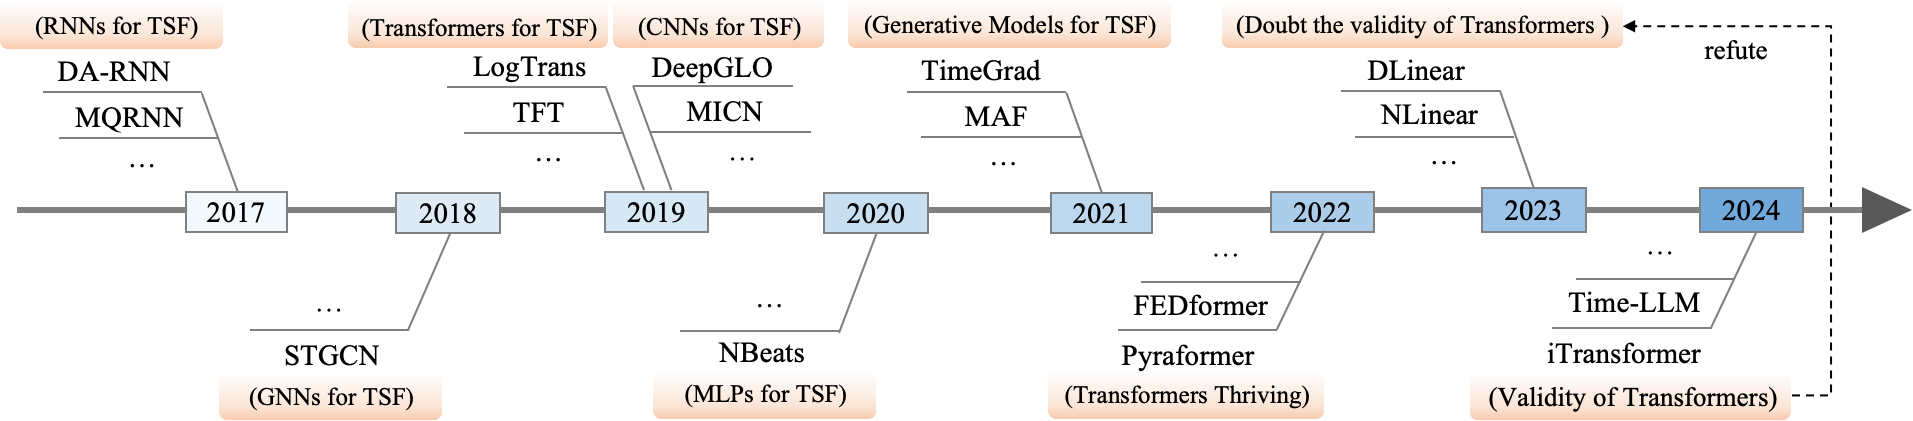 (RNNs for TSF)
DA-RNN
MQRNN
...
2017
2018
...
STGCN
(GNNs for TSF)
(Transformers for TSF)
LogTrans
TFT
...
(CNNs for TSF)
DeepGLO
MICN
...
2019
2020
...
NBeats
(MLPs for TSF)
(Generative Models for TSF)
TimeGrad
MAF
...
2021
2022
...
FEDformer
Pyraformer
(Transformers Thriving)
(Doubt the validity of Transformers )
DLinear
NLinear
...
2023
2024
...
Time-LLM
iTransformer
(Validity of Transformers)
refute